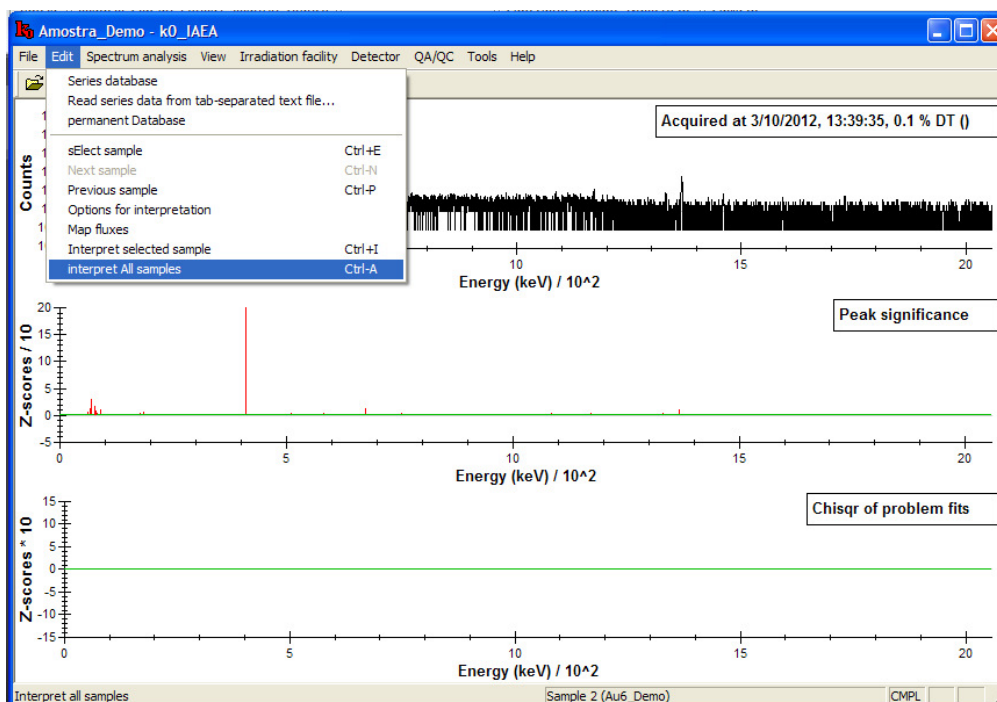 Amostra_Demo - k0_IAEA
File Edit Spectrum analysis View Irradiation facility Detector QA/QC Tools Help
Series database
Read series data from tab-separated text file...
permanent Database
sElect sample Ctrl+E
Next sample Ctrl-N
Previous sample Ctrl-P
Options for interpretation
Map fluxes
Interpret selected sample Ctrl+I
interpret All samples Ctrl-A
Acquired at 3/10/2012, 13:39:35, 0.1 % DT ()
Counts
10 15 20
Energy (keV) / 10^2
Peak significance
Z-scores / 10
20
15
10
5
0
-5
0 5 10 15 20
Energy (keV) / 10^2
Chisqr of problem fits
Z-scores * 10
15
10
5
0
-5
-10
-15
0 5 10 15 20
Energy (keV) / 10^2
Interpret all samples Sample 2 (Au6_Demo) CMPL